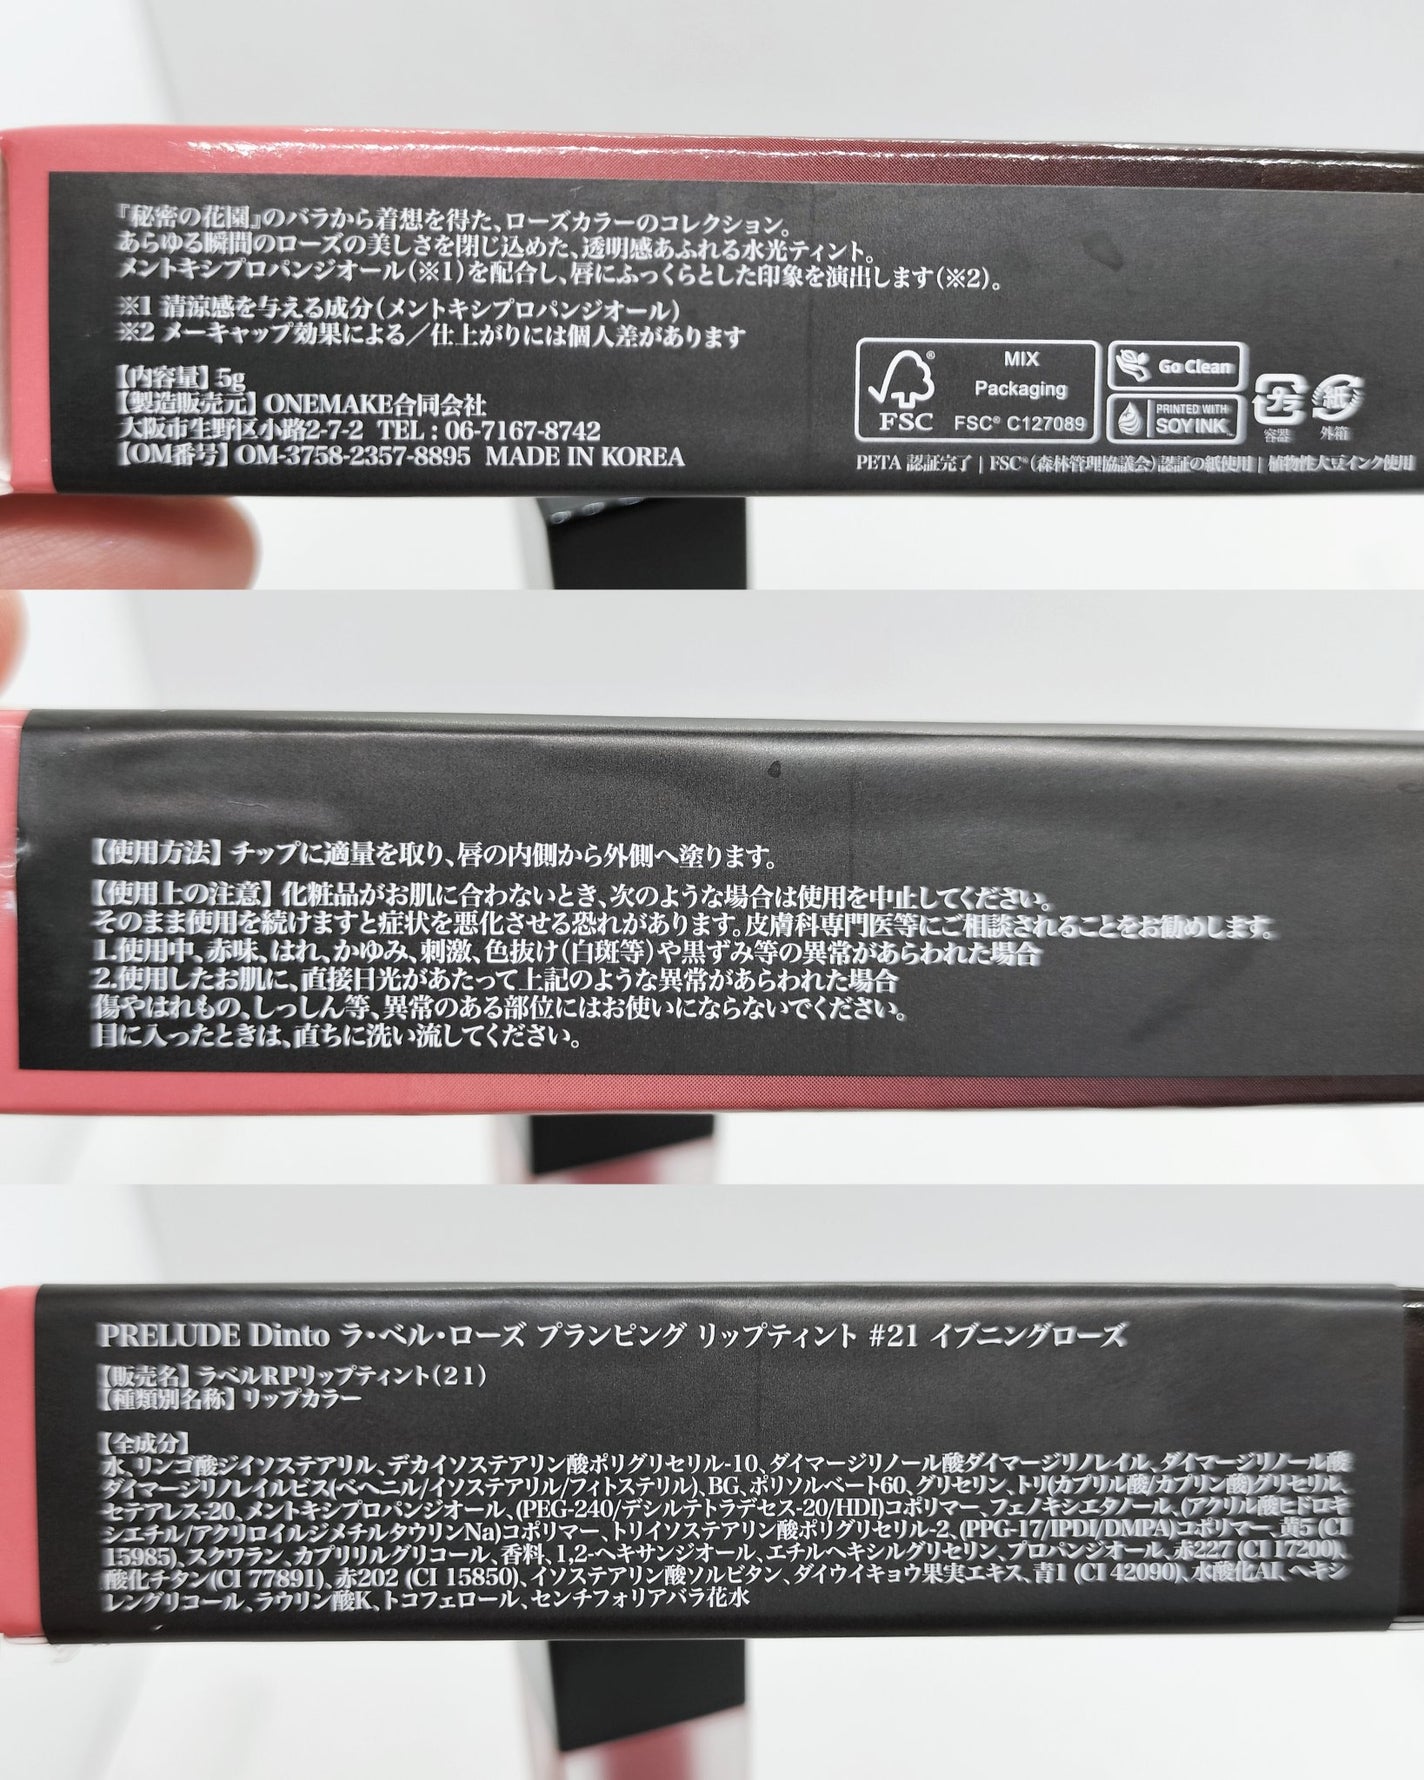 『秘密の花園』のバラから着想を得た、ローズカラーのコレクション。
あらゆる瞬間のローズの美しさを閉じ込めた、透明感あふれる水光ティント。
メントキシプロパンジオール（※1）を配合し、唇にふっくらとした印象を演出します（※2）。
※1 清涼感を与える成分（メントキシプロパンジオール）
※2 メーキャップ効果による／仕上がりには個人差があります
【内容量】 5g
【製造販売元】 ONEMAKE合同会社
大阪市生野区小路2-7-2 TEL : 06-7167-8742
【OM番号】 OM-3758-2357-8895 MADE IN KOREA
FSC®
MIX
Packaging
FSC® C127089
Go Clean
PRINTED WITH
SOY INK™
容器
紙
外箱
PETA 認証完了 | FSC®（森林管理協議会）認証の紙使用 | 植物性大豆インク使用
【使用方法】 チップに適量を取り、唇の内側から外側へ塗ります。
【使用上の注意】 化粧品がお肌に合わないとき、次のような場合は使用を中止してください。
そのまま使用を続けますと症状を悪化させる恐れがあります。皮膚科専門医等にご相談されることをお勧めします。
1.使用中、赤味、はれ、かゆみ、刺激、色抜け（白斑等）や黒ずみ等の異常があらわれた場合
2.使用したお肌に、直接日光があたって上記のような異常があらわれた場合
傷やはれもの、しっしん等、異常のある部位にはお使いにならないでください。
目に入ったときは、直ちに洗い流してください。
PRELUDE Dinto ラ・ベル・ローズ プランピング リップティント #21 イブニングローズ
【販売名】 ラベルRPリップティント（21）
【種類別名称】 リップカラー
【全成分】
水、リンゴ酸ジイソステアリル、デカイソステアリン酸ポリグリセリル-10、ダイマージリノール酸ダイマージリノレイル、ダイマージリノール酸
ダイマージリノレイルビス(ベヘニル/イソステアリル/フィトステリル)、BG、ポリソルベート60、グリセリン、トリ(カプリル酸/カプリン酸)グリセリル、
セテアレス-20、メントキシプロパンジオール、(PEG-240/デシルテトラデセス-20/HDI)コポリマー、フェノキシエタノール、(アクリル酸ヒドロキ
シエチル/アクリロイルジメチルタウリンNa)コポリマー、トリイソステアリン酸ポリグリセリル-2、(PPG-17/IPDI/DMPA)コポリマー、黄5 (CI
15985)、スクワラン、カプリリルグリコール、香料、1,2-ヘキサンジオール、エチルヘキシルグリセリン、プロパンジオール、赤227 (CI 17200)、
酸化チタン(CI 77891)、赤202 (CI 15850)、イソステアリン酸ソルビタン、ダイウイキョウ果実エキス、青1 (CI 42090)、水酸化Al、ヘキシ
レングリコール、ラウリン酸K、トコフェロール、センチフォリアバラ花水